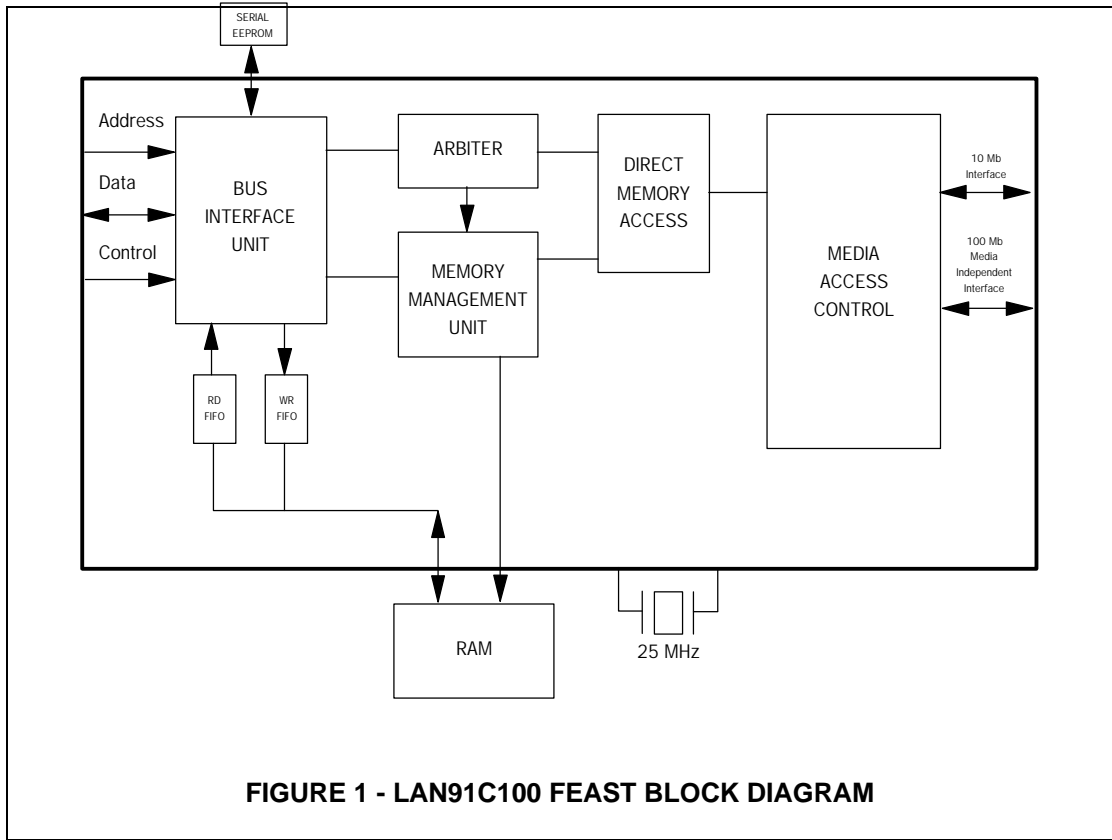 SERIAL
EEPROM
Address
Data
Control
BUS
INTERFACE
UNIT
ARBITER
MEMORY
MANAGEMENT
UNIT
DIRECT
MEMORY
ACCESS
MEDIA
ACCESS
CONTROL
10 Mb
Interface
100 Mb
Media
Independent
Interface
RD
FIFO
WR
FIFO
RAM
25 MHz
FIGURE 1 - LAN91C100 FEAST BLOCK DIAGRAM